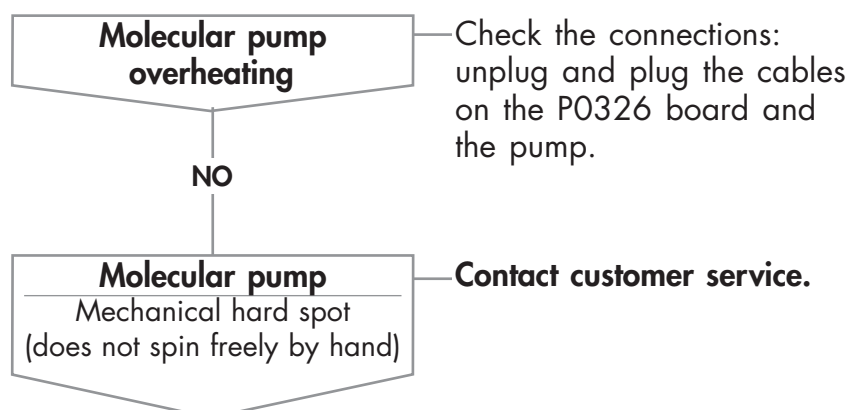 Molecular pump
overheating
Check the connections:
unplug and plug the cables
on the P0326 board and
the pump.
NO
Molecular pump
Mechanical hard spot
(does not spin freely by hand)
Contact customer service.